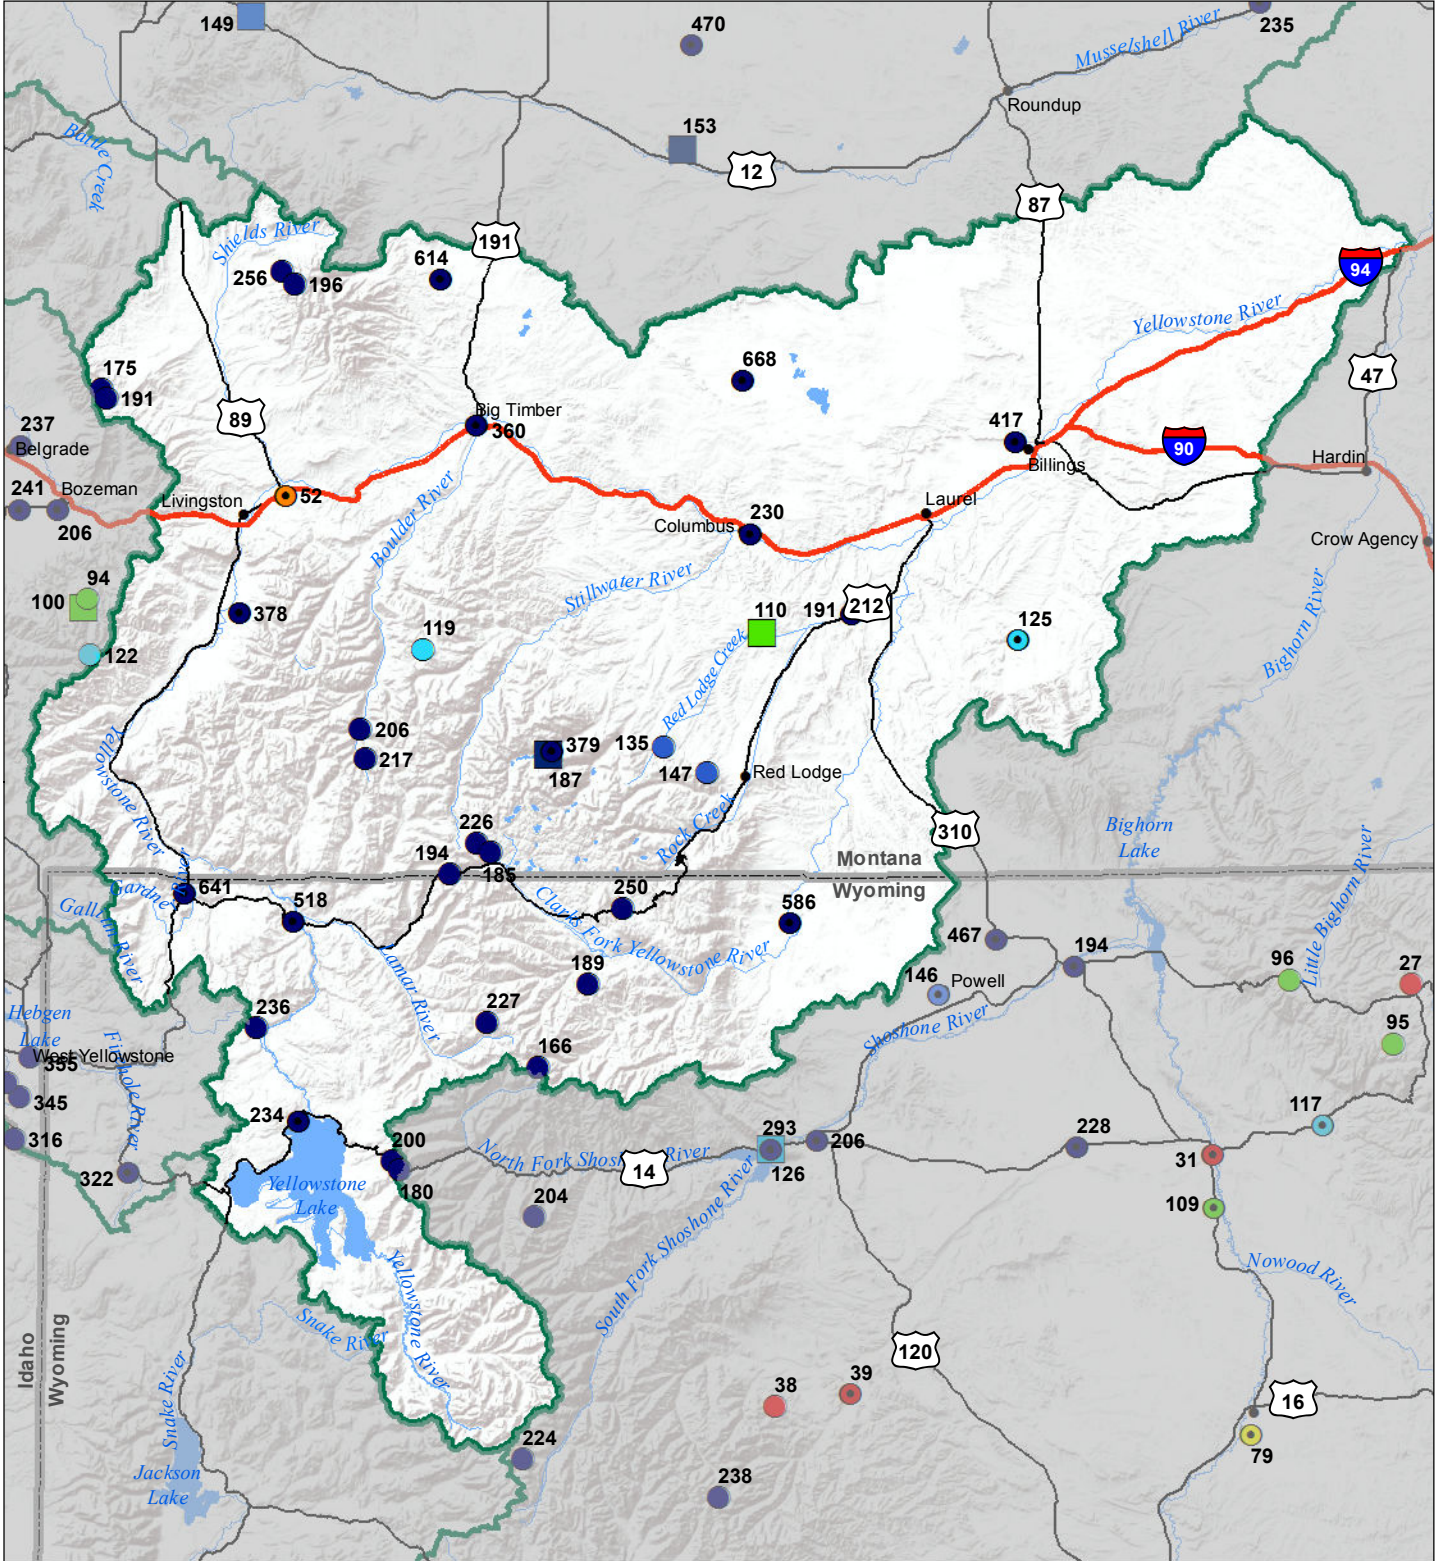 149
470
235
Musselshell River
Roundup
Battle Creek
153
12
87
191
Shields River
614
256
196
94
Yellowstone River
175
191
668
47
89
Big Timber
360
417
237
Belgrade
90
Billings
Hardin
241
Bozeman
206
Livingston
52
Laurel
Boulder River
230
Columbus
Crow Agency
94
100
Stillwater River
378
191
212
110
125
119
122
Bighorn River
Red Lodge Creek
Yellowstone River
206
217
379
187
135
147
Red Lodge
226
194
185
Rock Creek
310
Bighorn
Lake
Montana
Wyoming
Little Bighorn River
641
Gardner River
518
250
586
Clarks Fork Yellowstone River
Gallatin River
467
194
189
Lamar River
146
Powell
96
27
Hebgen
Lake
236
227
Shoshone River
95
West Yellowstone
355
Firehole River
166
345
234
117
316
200
293
206
228
322
180
North Fork Shoshone River
14
126
31
Yellowstone
Lake
204
109
South Fork Shoshone River
Nowood River
Yellowstone River
Snake River
Idaho
Wyoming
120
Snake River
38
39
16
79
224
Jackson
Lake
238